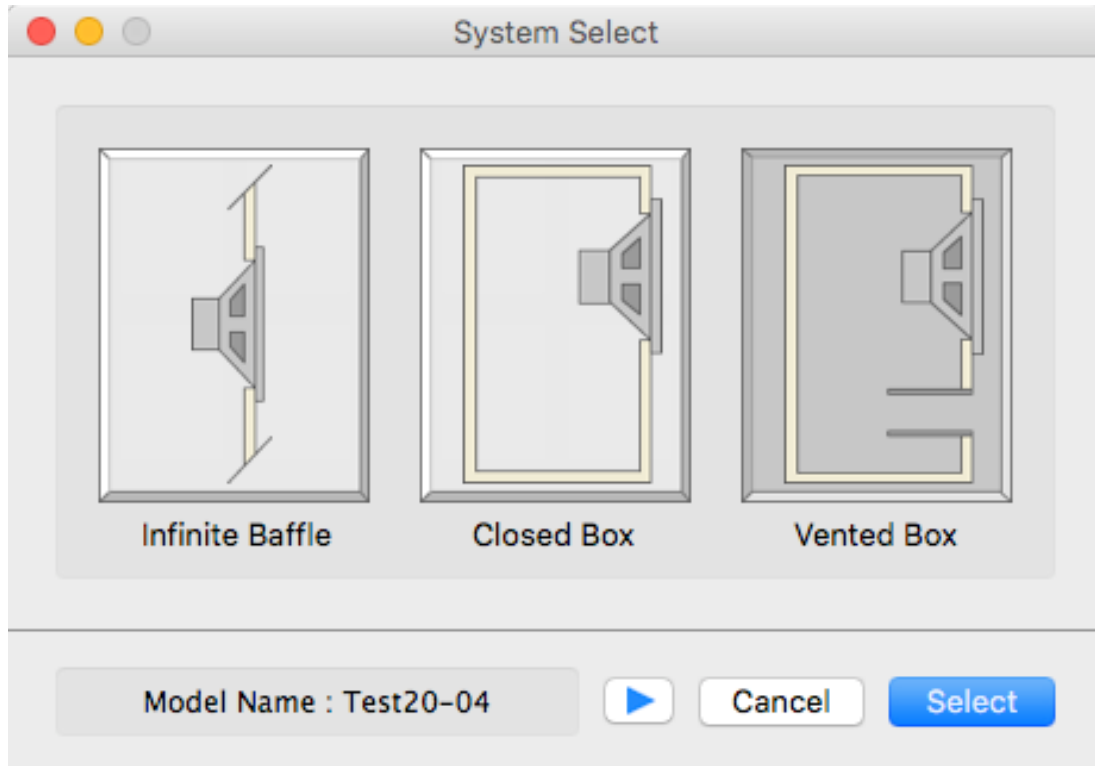 System Select
Infinite Baffle
Closed Box
Vented Box
Model Name : Test20-04
Cancel
Select